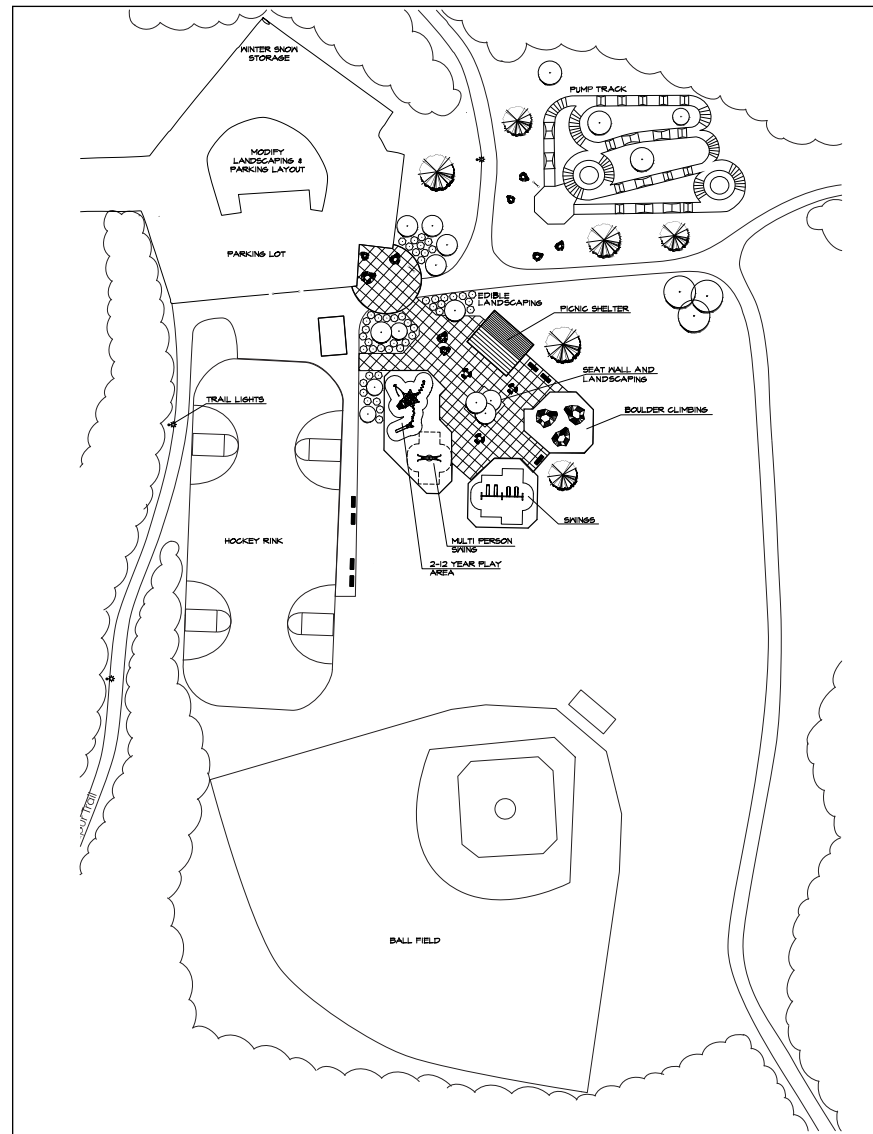 WINTER SNOW
STORAGE
PUMP TRACK
MODIFY
LANDSCAPING &
PARKING LAYOUT
PARKING LOT
EDIBLE
LANDSCAPING
PICNIC SHELTER
SEAT WALL AND
LANDSCAPING
TRAIL LIGHTS
BOULDER CLIMBING
SWINGS
HOCKEY RINK
MULTI PERSON
SWING
2-12 YEAR PLAY
AREA
Trail
BALL FIELD